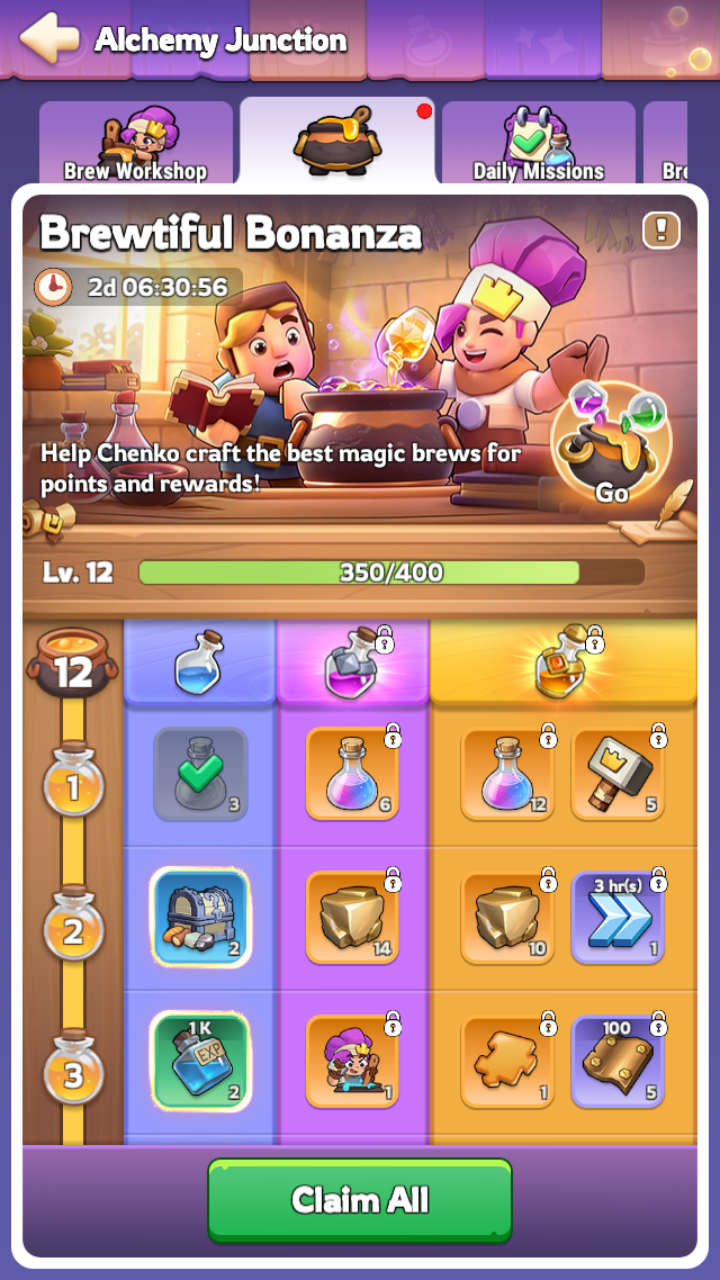 Alchemy Junction
Brew Workshop
Daily Missions
Bre
Brewtiful Bonanza
!
2d 06:30:56
Help Chenko craft the best magic brews for
points and rewards!
Go
Lv. 12
350/400
12
1
3
6
12
5
2
2
14
10
3 hr(s)
1
3
1 K
EXP
2
1
1
100
5
Claim All